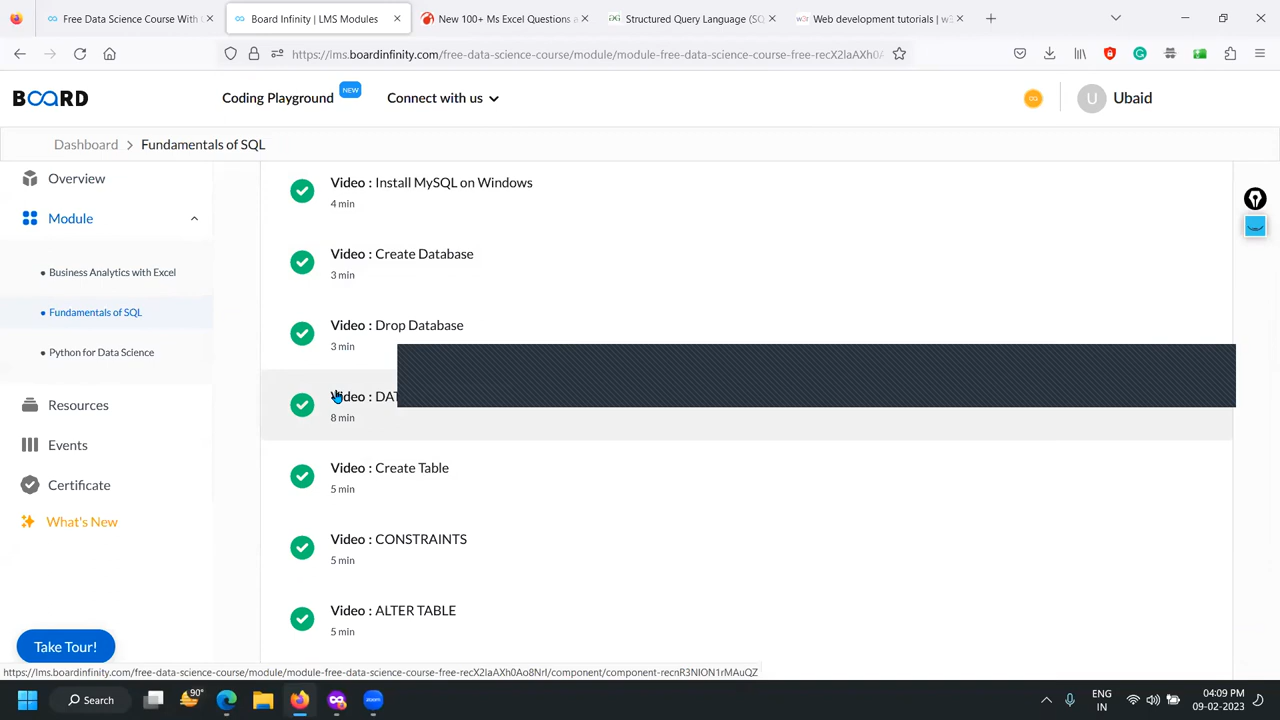 Free Data Science Course With
Board Infinity | LMS Modules
New 100+ Ms Excel Questions a
Structured Query Language (SQ
Web development tutorials | w3
https://lms.boardinfinity.com/free-data-science-course/module/module-free-data-science-course-free-recX2laAXh0A
BOARD
Coding Playground
NEW
Connect with us
U
Ubaid
Dashboard > Fundamentals of SQL
Overview
Module
Business Analytics with Excel
Fundamentals of SQL
Python for Data Science
Resources
Events
Certificate
What's New
Take Tour!
Video : Install MySQL on Windows
4 min
Video : Create Database
3 min
Video : Drop Database
3 min
Video : DAT
8 min
Video : Create Table
5 min
Video : CONSTRAINTS
5 min
Video : ALTER TABLE
5 min
https://lms.boardinfinity.com/free-data-science-course/module/module-free-data-science-course-free-recX2laAXh0Ao8NrI/component/component-recnR3NION1rMAuQZ
Search
90°
ENG
IN
04:09 PM
09-02-2023